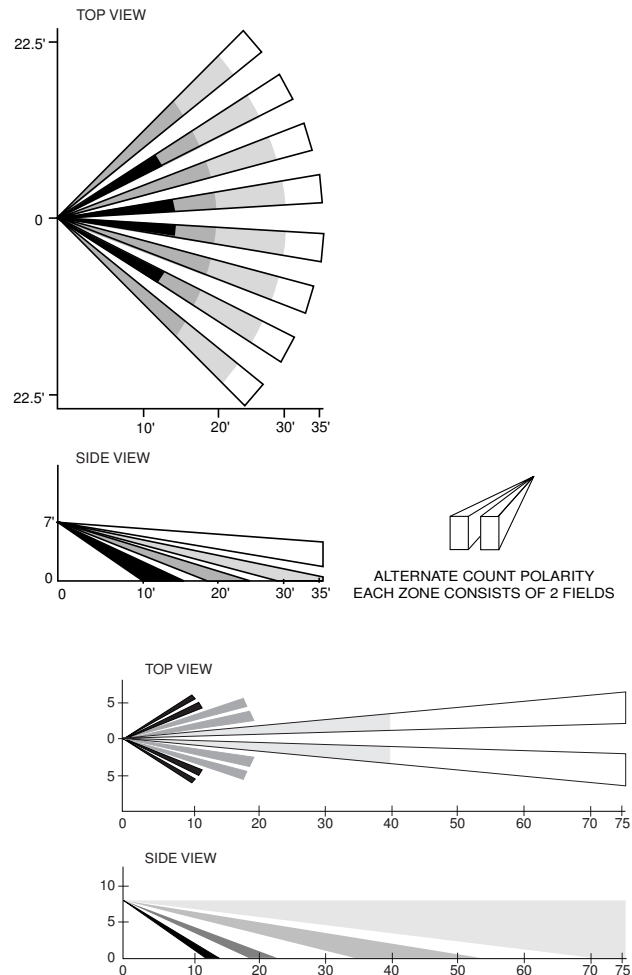 TOP VIEW
22.5'
0
22.5'
10' 20' 30' 35'
SIDE VIEW
7'
0
0 10' 20' 30' 35'
ALTERNATE COUNT POLARITY
EACH ZONE CONSISTS OF 2 FIELDS
TOP VIEW
5
0
5
0 10 20 30 40 50 60 70 75
SIDE VIEW
10
5
0
0 10 20 30 40 50 60 70 75